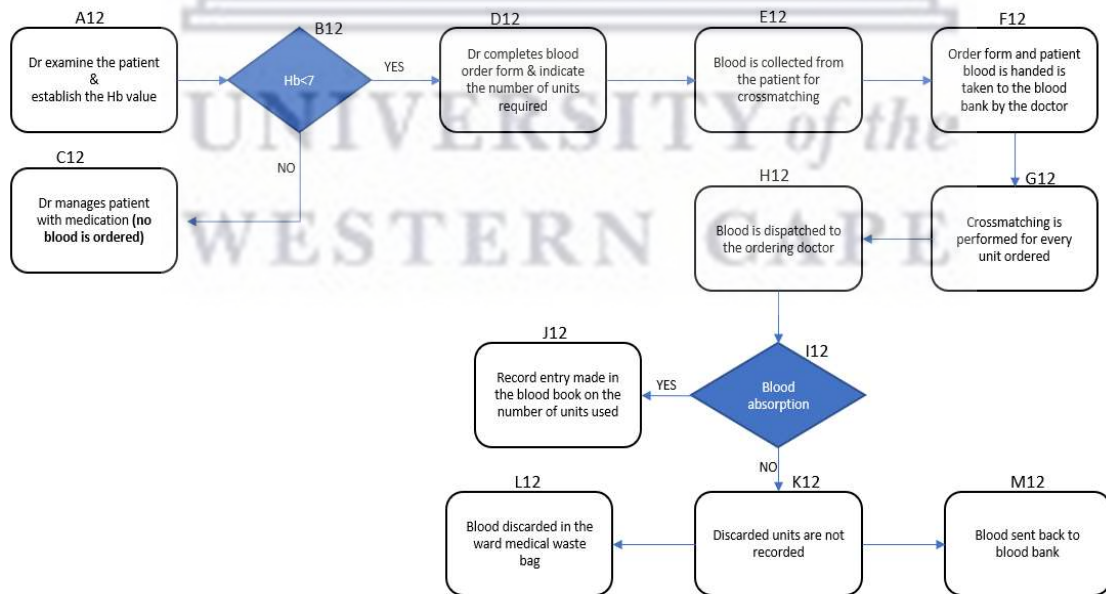 A12
Dr examine the patient
&
establish the Hb value
B12
Hb<7
YES
NO
C12
Dr manages patient
with medication (no
blood is ordered)
D12
Dr completes blood
order form & indicate
the number of units
required
E12
Blood is collected from
the patient for
crossmatching
F12
Order form and patient
blood is handed is
taken to the blood
bank by the doctor
G12
Crossmatching is
performed for every
unit ordered
H12
Blood is dispatched to
the ordering doctor
I12
Blood
absorption
YES
NO
J12
Record entry made in
the blood book on the
number of units used
K12
Discarded units are not
recorded
L12
Blood discarded in the
ward medical waste
bag
M12
Blood sent back to
blood bank
UNIVERSITY of the
WESTERN CAPE